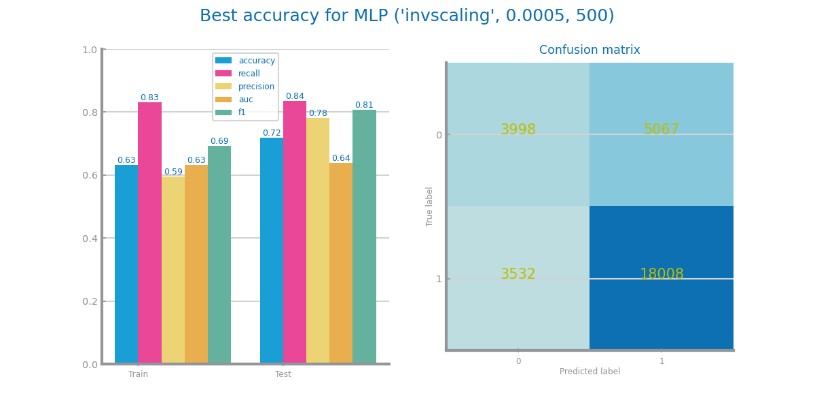 Best accuracy for MLP ('invscaling', 0.0005, 500)
1.0
0.8
0.6
0.4
0.2
0.0
accuracy
recall
precision
auc
f1
0.63
0.83
0.59
0.63
0.69
0.72
0.84
0.78
0.64
0.81
Train
Test
Confusion matrix
True label
0
1
3998
5067
3532
18008
0
1
Predicted label